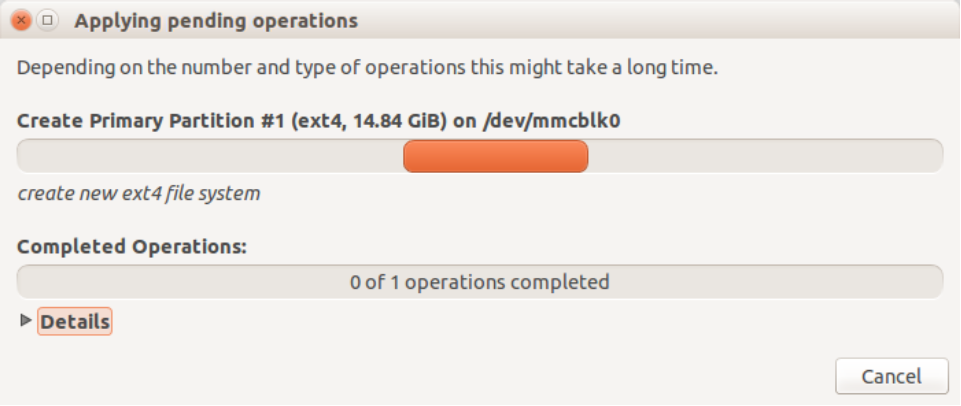 Applying pending operations
Depending on the number and type of operations this might take a long time.
Create Primary Partition #1 (ext4, 14.84 GiB) on /dev/mmcblk0
create new ext4 file system
Completed Operations:
0 of 1 operations completed
Details
Cancel